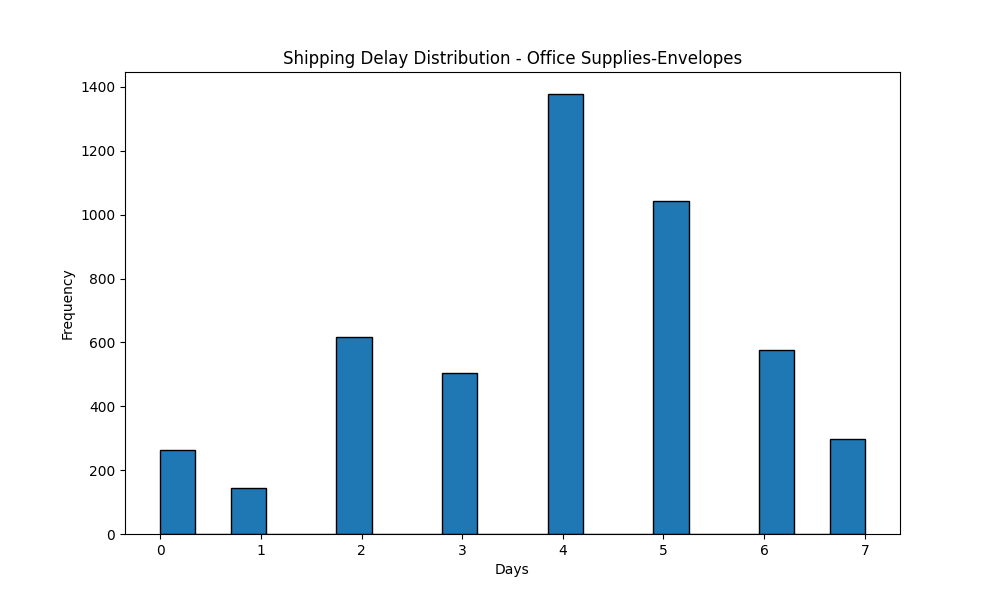 Shipping Delay Distribution - Office Supplies-Envelopes
1400
1200
1000
800
600
400
200
0
Frequency
0 1 2 3 4 5 6 7
Days